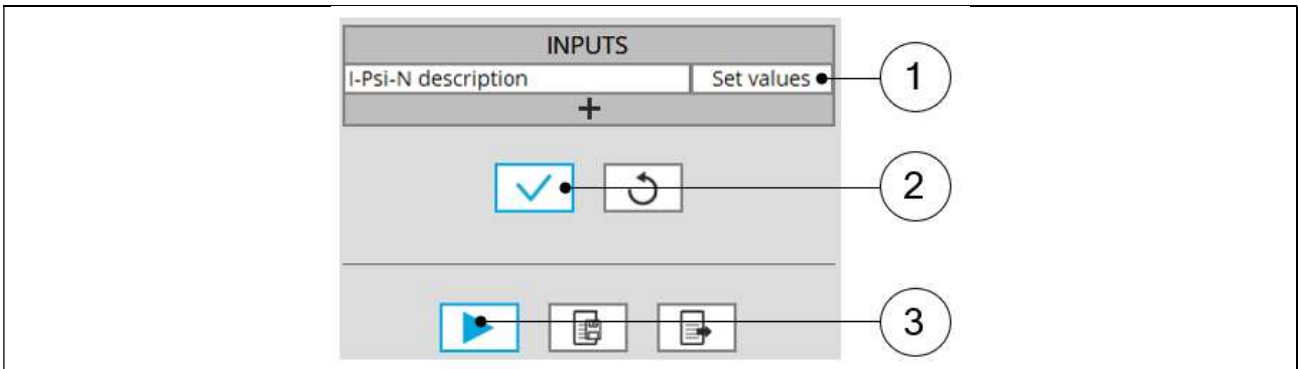 INPUTS
I-Psi-N description Set values
+
1
2
3